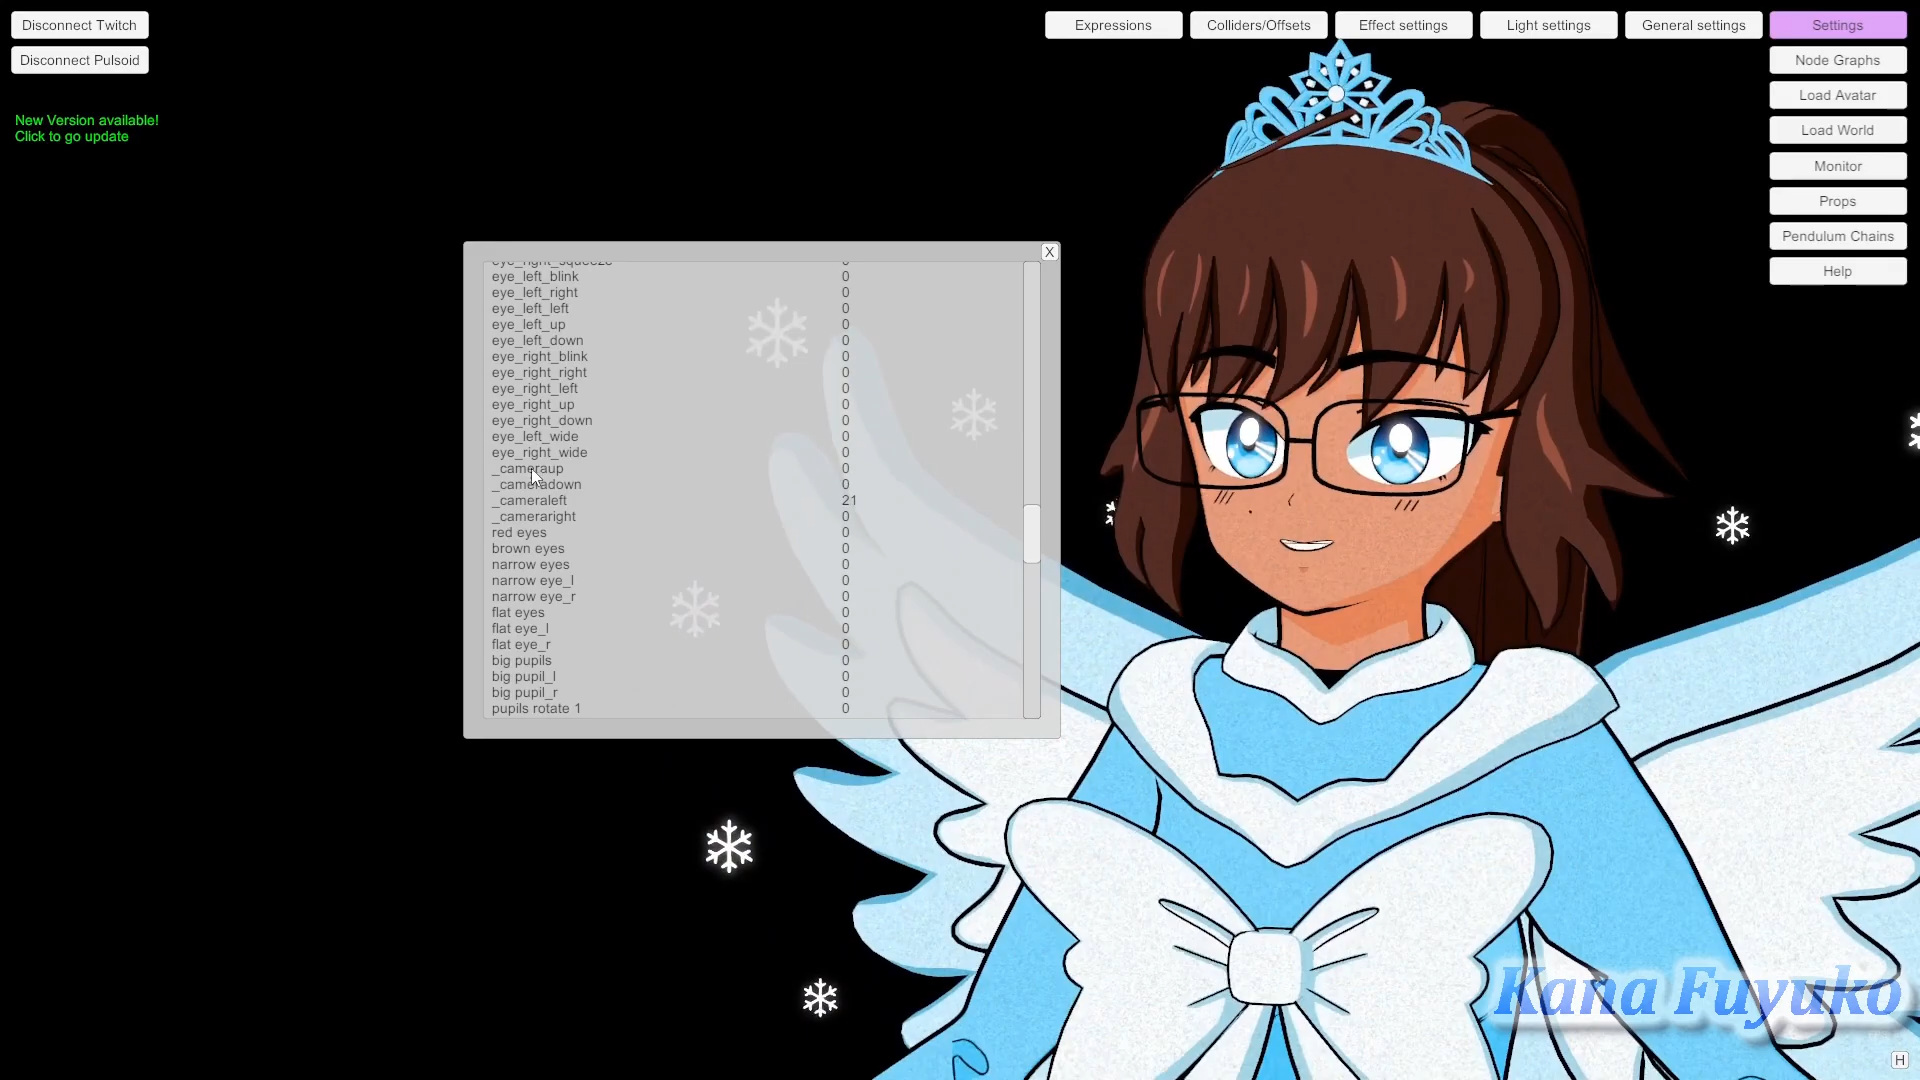 Disconnect Twitch
Disconnect Pulsoid
New Version available!
Click to go update
Expressions
Colliders/Offsets
Effect settings
Light settings
General settings
Settings
Node Graphs
Load Avatar
Load World
Monitor
Props
Pendulum Chains
Help
X
eye_right_squeeze 0
eye_left_blink 0
eye_left_right 0
eye_left_left 0
eye_left_up 0
eye_left_down 0
eye_right_blink 0
eye_right_right 0
eye_right_left 0
eye_right_up 0
eye_right_down 0
eye_left_wide 0
eye_right_wide 0
_cameraup 0
_cameradown 0
_cameraleft 21
_cameraright 0
red eyes 0
brown eyes 0
narrow eyes 0
narrow eye_l 0
narrow eye_r 0
flat eyes 0
flat eye_l 0
flat eye_r 0
big pupils 0
big pupil_l 0
big pupil_r 0
pupils rotate 1 0
Kana Fuyuko
H